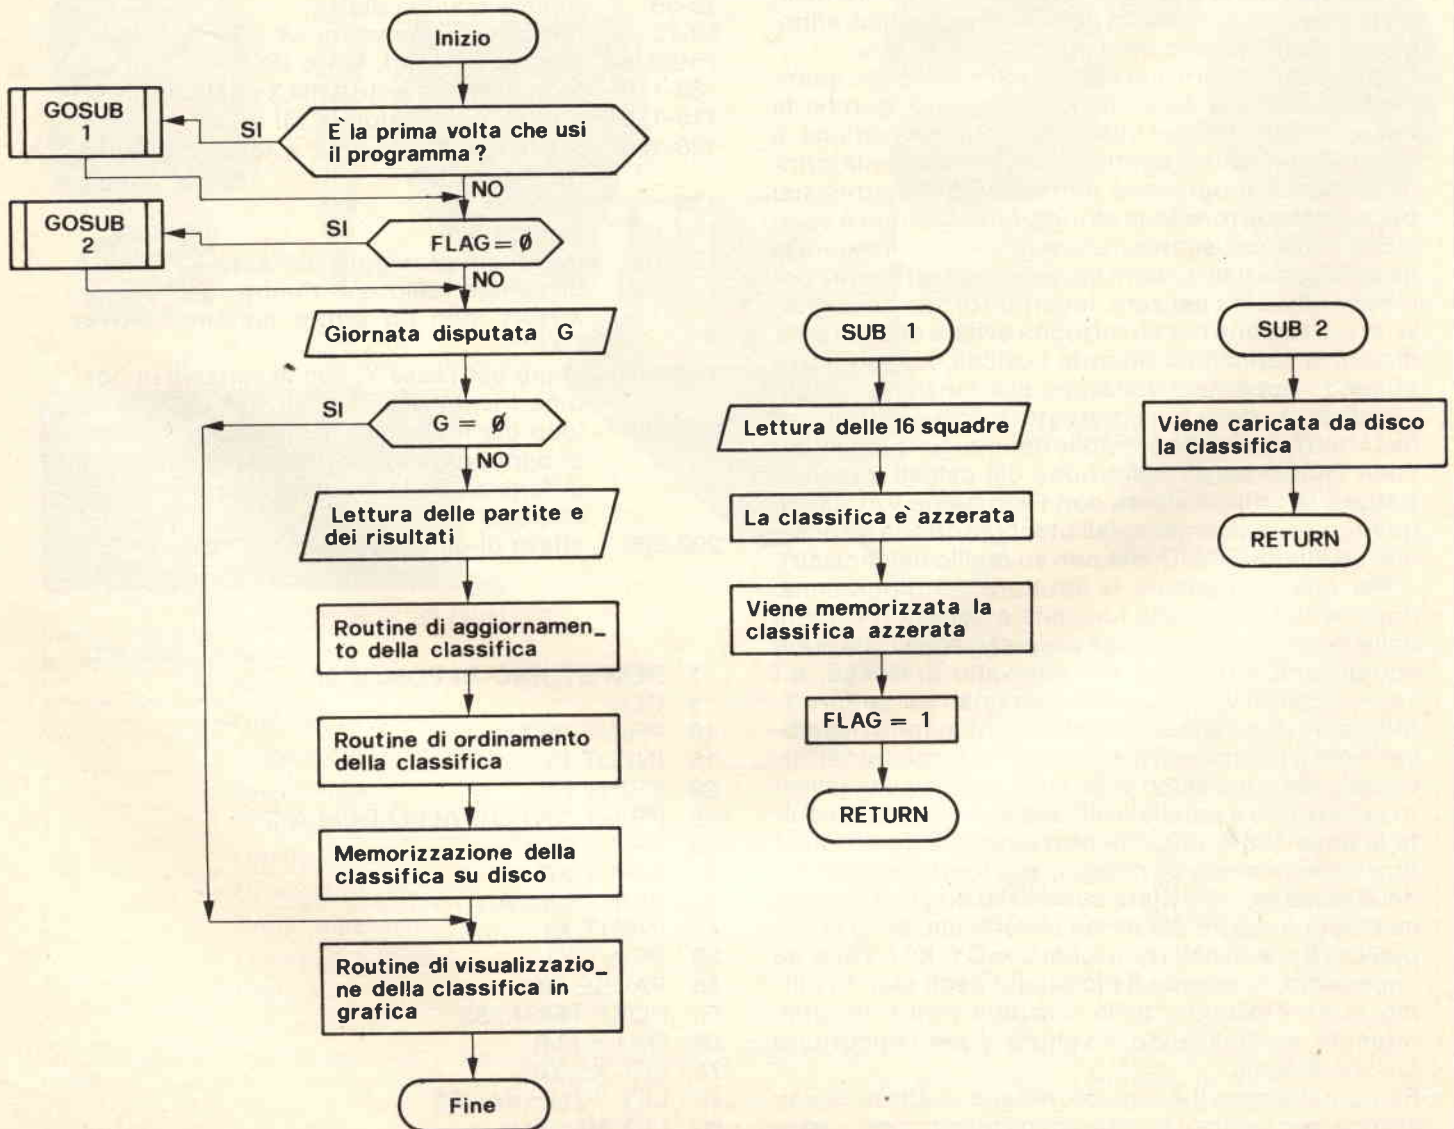 Inizio
GOSUB
1
SI
È la prima volta che usi
il programma?
NO
GOSUB
2
SI
FLAG = Ø
NO
Giornata disputata G
SI
G = Ø
NO
Lettura delle partite e
dei risultati
Routine di aggiornamen_
to della classifica
Routine di ordinamento
della classifica
Memorizzazione della
classifica su disco
Routine di visualizzazio_
ne della classifica in
grafica
Fine
SUB 1
Lettura delle 16 squadre
La classifica è azzerata
Viene memorizzata la
classifica azzerata
FLAG = 1
RETURN
SUB 2
Viene caricata da disco
la classifica
RETURN